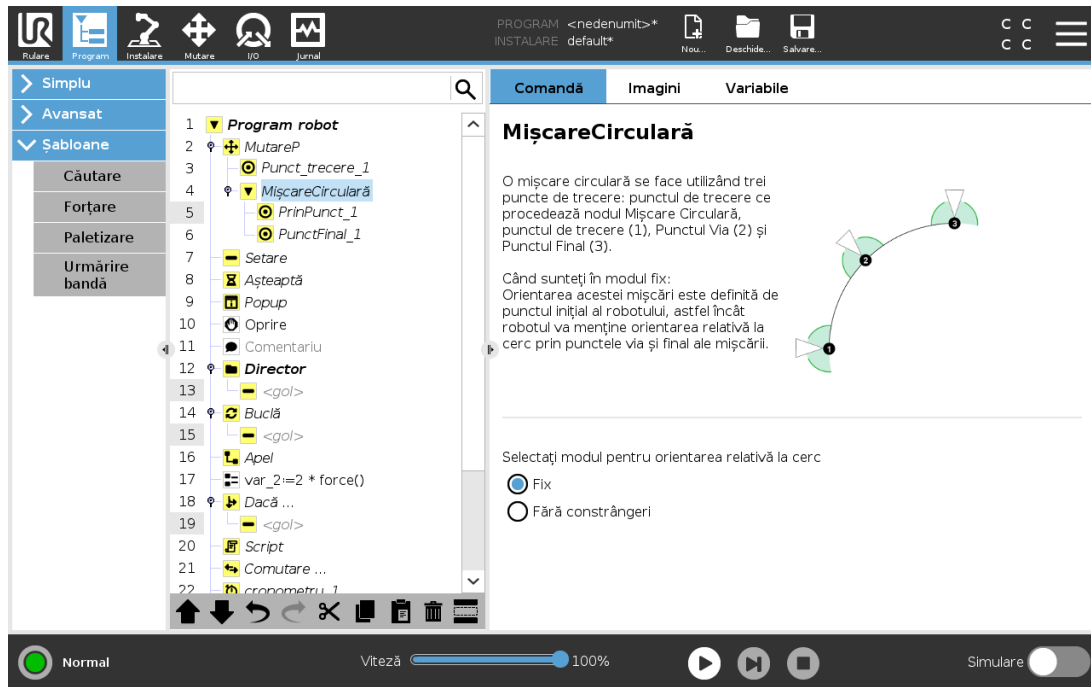 PROGRAM <nedenumit>*
INSTALARE default*
C C
C C
Rulare Program Instalare Mutare I/O Jurnal Nou... Deschide... Salvare...
Simplu
Avansat
Șabloane
Căutare
Forțare
Paletizare
Urmărire
bandă
1 Program robot
2 MutareP
3 Punct_trecere_1
4 MișcareCirculară
5 PrinPunct_1
6 PunctFinal_1
7 Setare
8 Așteaptă
9 Popup
10 Oprire
11 Comentariu
12 Director
13 <gol>
14 Buclă
15 <gol>
16 Apel
17 var_2:=2 * force()
18 Dacă ...
19 <gol>
20 Script
21 Comutare ...
22 cronometru_1
Comandă Imagini Variabile
MișcareCirculară
O mișcare circulară se face utilizând trei
puncte de trecere: punctul de trecere ce
procedează nodul Mișcare Circulară,
punctul de trecere (1), Punctul Via (2) și
Punctul Final (3).
Când sunteți în modul fix:
Orientarea acestei mișcări este definită de
punctul inițial al robotului, astfel încât
robotul va menține orientarea relativă la
cerc prin punctele via și final ale mișcării.
3
2
1
Selectați modul pentru orientarea relativă la cerc
Fix
Fără constrângeri
Normal Viteză 100% Simulare